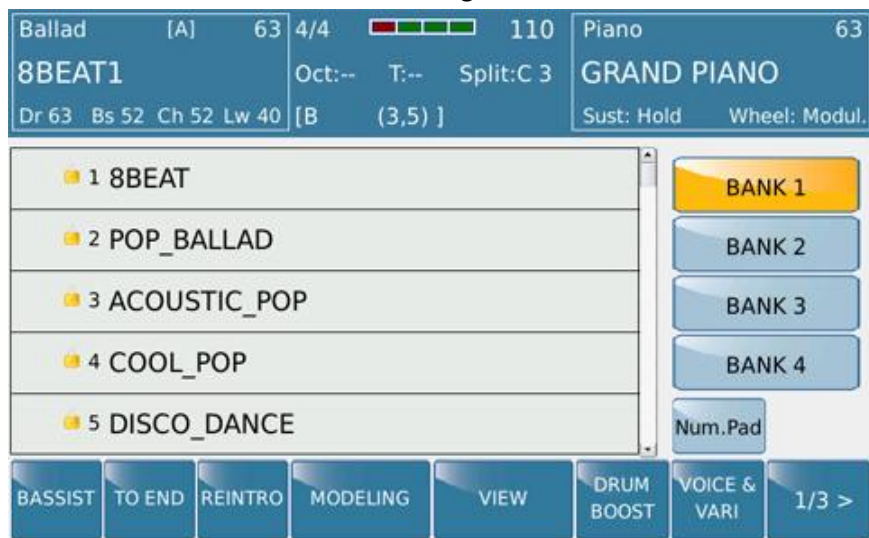 Ballad [A] 63 4/4 110 Piano 63
8BEAT1 Oct:-- T:-- Split:C 3 GRAND PIANO
Dr 63 Bs 52 Ch 52 Lw 40 [B (3,5) ] Sust: Hold Wheel: Modul.
1 8BEAT
BANK 1
2 POP_BALLAD
BANK 2
3 ACOUSTIC_POP
BANK 3
4 COOL_POP
BANK 4
5 DISCO_DANCE
Num.Pad
BASSIST TO END REINTRO MODELING VIEW DRUM BOOST VOICE & VARI 1/3 >